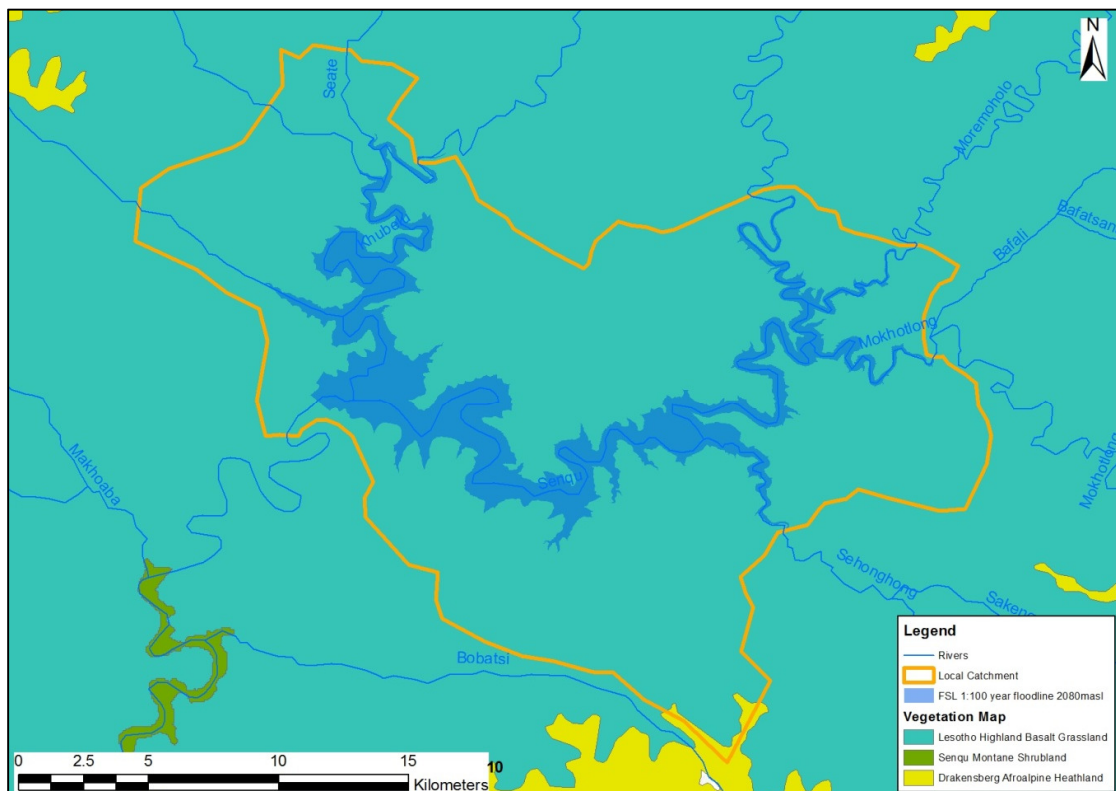 N
Seate
Moremoholo
Bafatsan
Bafali
Khubelu
Mokhotlong
Senqu
Makhoaba
Mokhotlong
Sehonghong
Sakeng
Bobatsi
Legend
Rivers
Local Catchment
FSL 1:100 year floodline 2080masl
Vegetation Map
Lesotho Highland Basalt Grassland
Senqu Montane Shrubland
Drakensberg Afroalpine Heathland
0 2.5 5 10 15
Kilometers